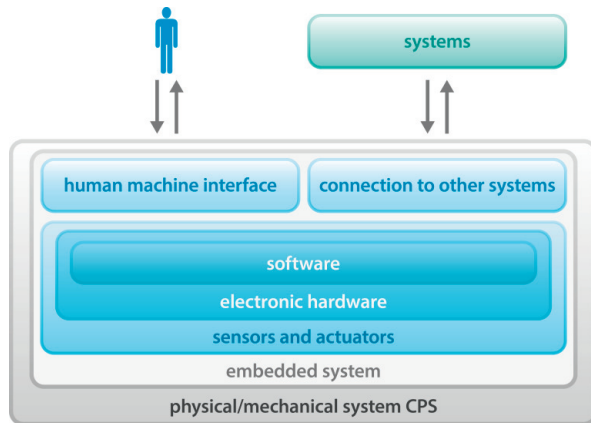 systems
human machine interface
connection to other systems
software
electronic hardware
sensors and actuators
embedded system
physical/mechanical system CPS